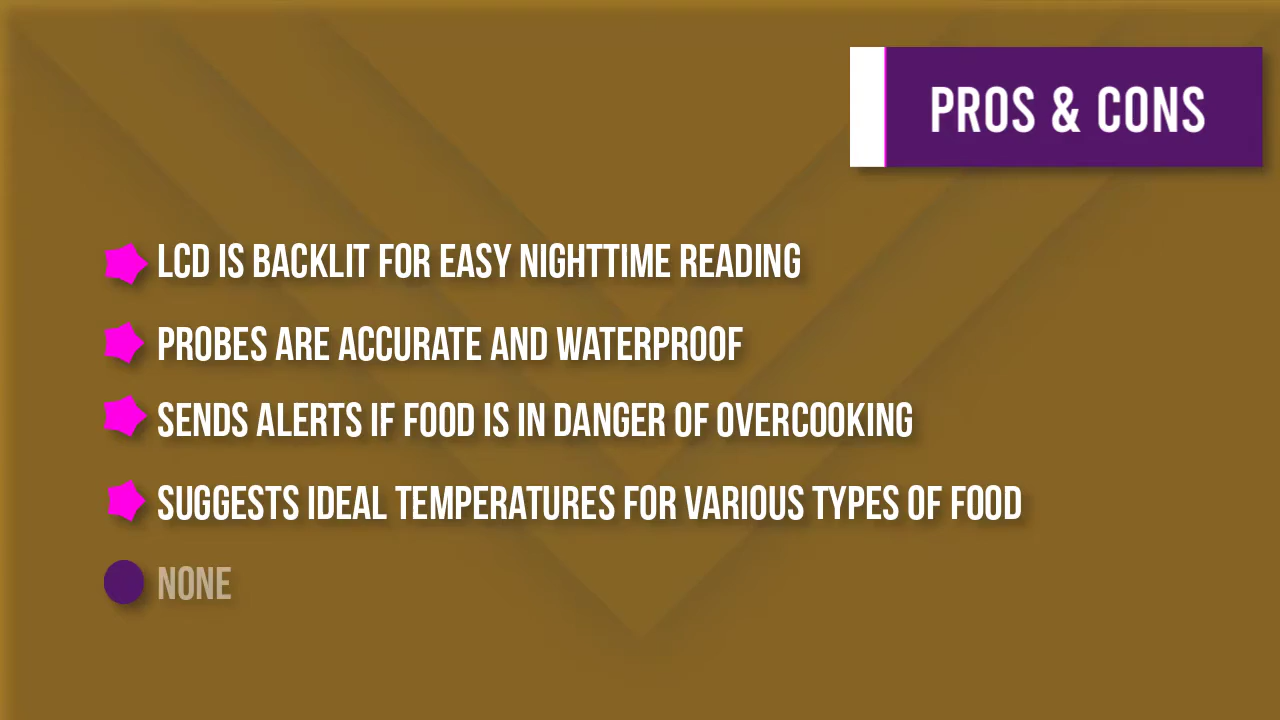 PROS & CONS
LCD IS BACKLIT FOR EASY NIGHTTIME READING
PROBES ARE ACCURATE AND WATERPROOF
SENDS ALERTS IF FOOD IS IN DANGER OF OVERCOOKING
SUGGESTS IDEAL TEMPERATURES FOR VARIOUS TYPES OF FOOD
NONE